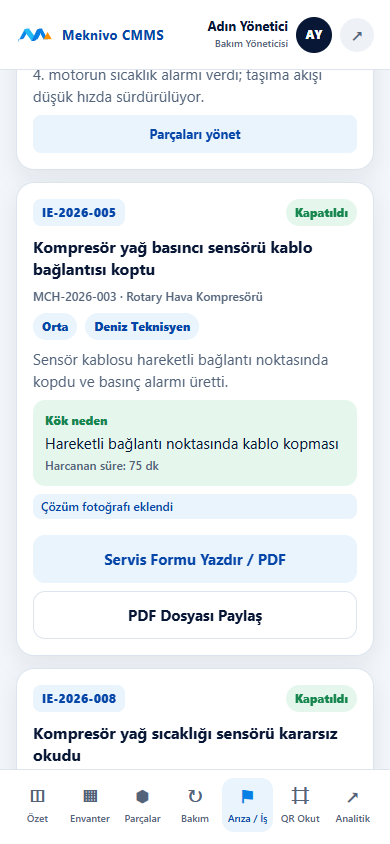 Meknivo CMMS
Adın Yönetici
Bakım Yöneticisi
AY
4. motorun sıcaklık alarmı verdi; taşıma akışı
düşük hızda sürdürülüyor.
Parçaları yönet
IE-2026-005
Kapatıldı
Kompresör yağ basıncı sensörü kablo
bağlantısı koptu
MCH-2026-003 · Rotary Hava Kompresörü
Orta
Deniz Teknisyen
Sensör kablosu hareketli bağlantı noktasında
kopdu ve basınç alarmı üretti.
Kök neden
Hareketli bağlantı noktasında kablo kopması
Harcanan süre: 75 dk
Çözüm fotoğrafı eklendi
Servis Formu Yazdır / PDF
PDF Dosyası Paylaş
IE-2026-008
Kapatıldı
Kompresör yağ sıcaklığı sensörü kararsız
okudu
Özet
Envanter
Parçalar
Bakım
Arıza / İş
QR Okut
Analitik